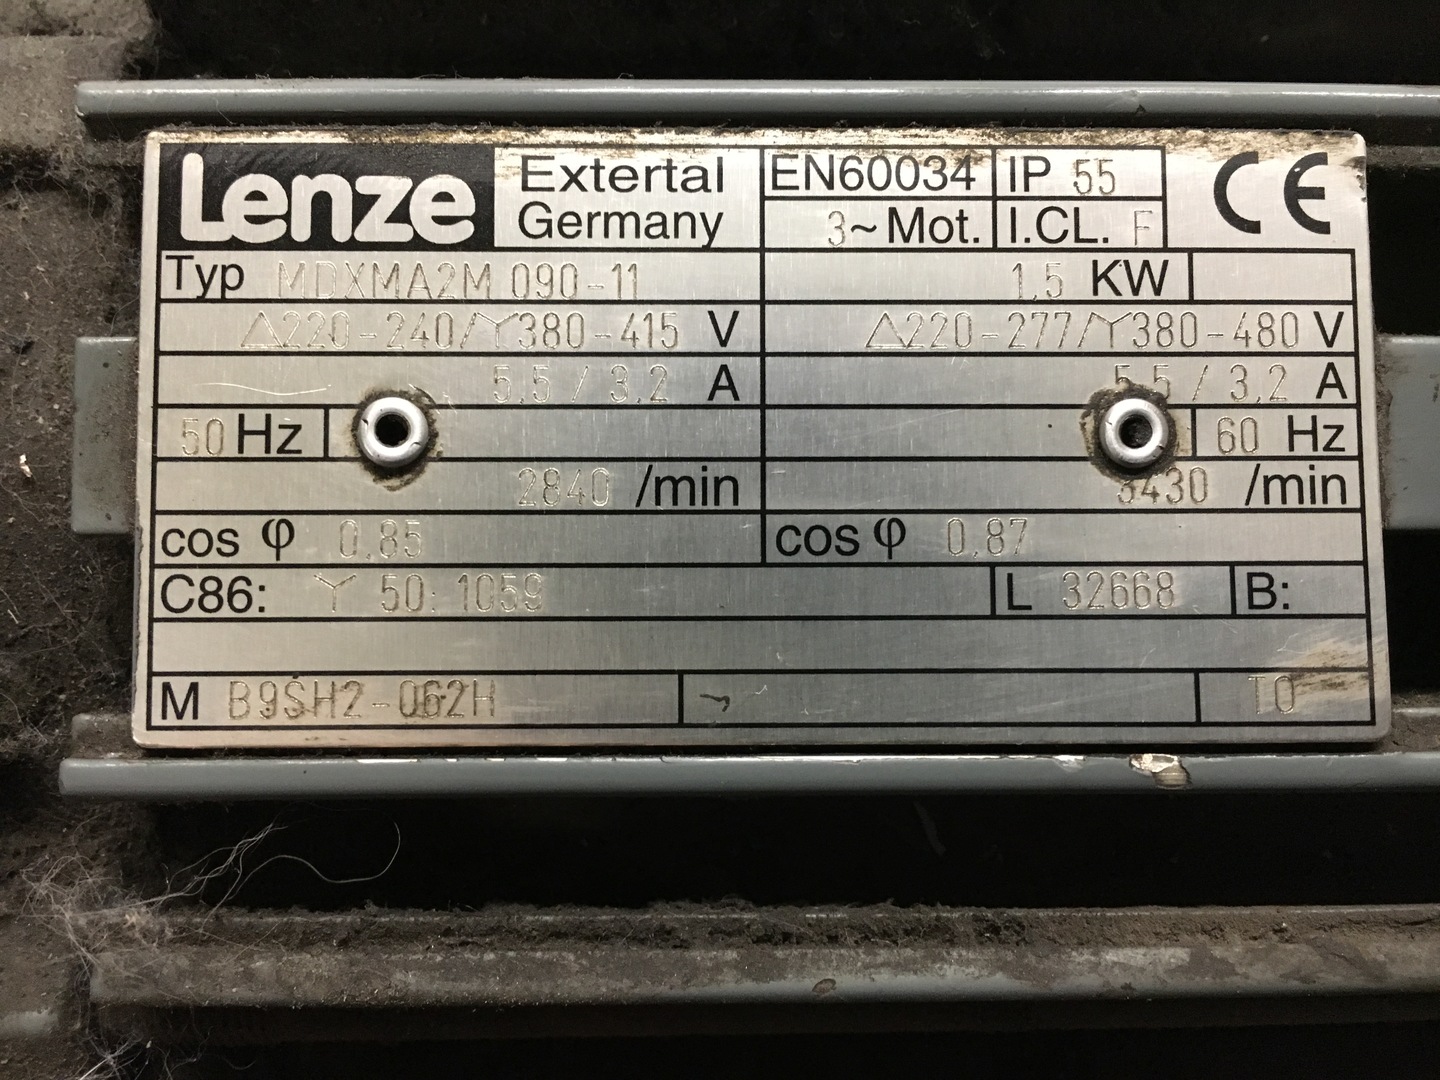 Lenze Extertal Germany EN60034 IP 55 CE
3~ Mot. I.CL. F
Typ MDXMA2M 090-11 1,5 KW
△220-240/Y380-415 V △220-277/Y380-480 V
5,5 / 3,2 A 5,5 / 3,2 A
50 Hz 60 Hz
2840 /min 3430 /min
cos φ 0,85 cos φ 0,87
C86: Y 50: 1059 L 32668 B:
M B9SH2-062H T0